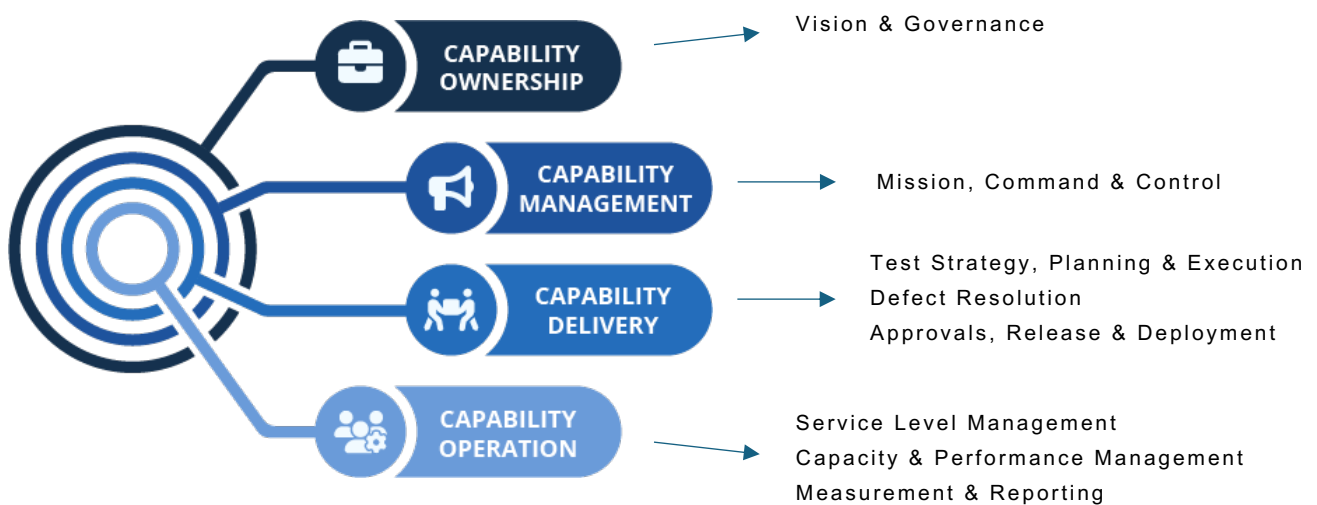 CAPABILITY
OWNERSHIP
Vision & Governance
CAPABILITY
MANAGEMENT
Mission, Command & Control
CAPABILITY
DELIVERY
Test Strategy, Planning & Execution
Defect Resolution
Approvals, Release & Deployment
CAPABILITY
OPERATION
Service Level Management
Capacity & Performance Management
Measurement & Reporting